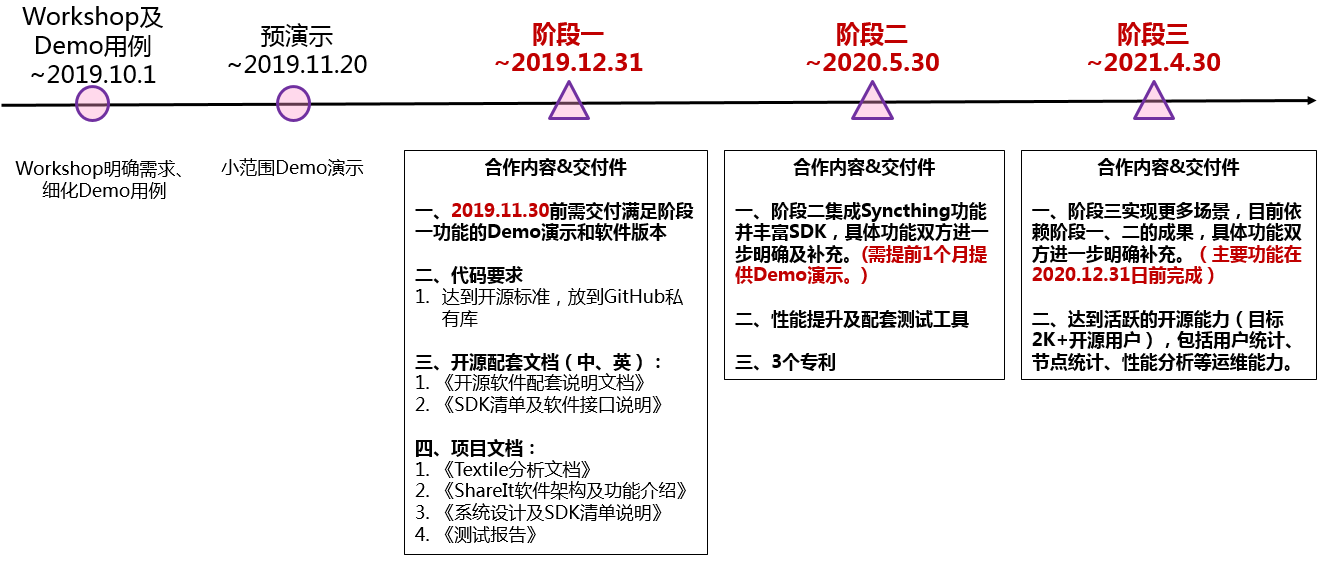 Workshop及
Demo用例
~2019.10.1
预演示
~2019.11.20
阶段一
~2019.12.31
阶段二
~2020.5.30
阶段三
~2021.4.30
Workshop明确需求、
细化Demo用例
小范围Demo演示
合作内容&交付件
一、2019.11.30前需交付满足阶段
一功能的Demo演示和软件版本
二、代码要求
1. 达到开源标准，放到GitHub私
有库
三、开源配套文档（中、英）：
1. 《开源软件配套说明文档》
2. 《SDK清单及软件接口说明》
四、项目文档：
1. 《Textile分析文档》
2. 《ShareIt软件架构及功能介绍》
3. 《系统设计及SDK清单说明》
4. 《测试报告》
合作内容&交付件
一、阶段二集成Syncthing功能
并丰富SDK，具体功能双方进一
步明确及补充。(需提前1个月提
供Demo演示。)
二、性能提升及配套测试工具
三、3个专利
合作内容&交付件
一、阶段三实现更多场景，目前依
赖阶段一、二的成果，具体功能双
方进一步明确补充。（主要功能在
2020.12.31日前完成）
二、达到活跃的开源能力（目标
2K+开源用户），包括用户统计、
节点统计、性能分析等运维能力。